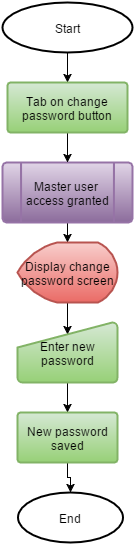 Start
Tab on change
password button
Master user
access granted
Display change
password screen
Enter new
password
New password
saved
End